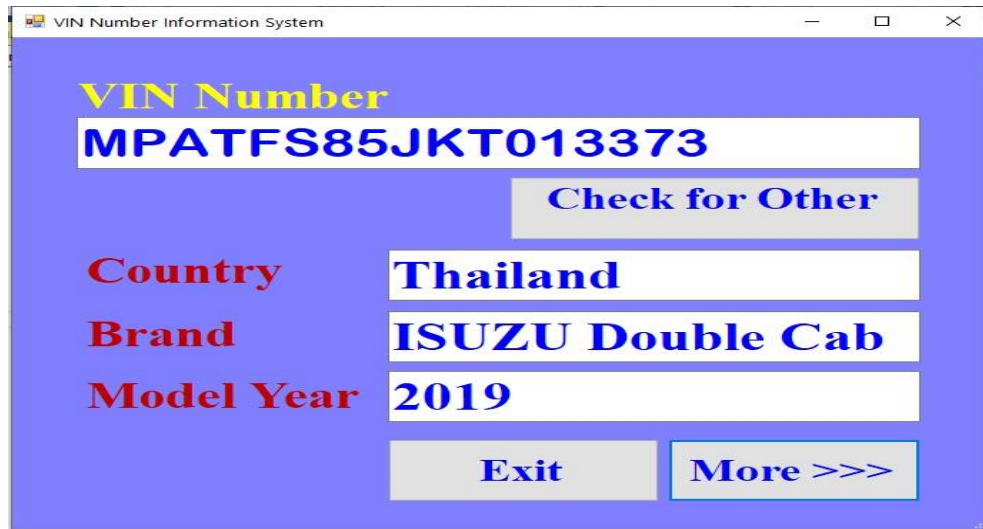 VIN Number Information System
VIN Number
MPATFS85JKT013373
Check for Other
Country Thailand
Brand ISUZU Double Cab
Model Year 2019
Exit More >>>